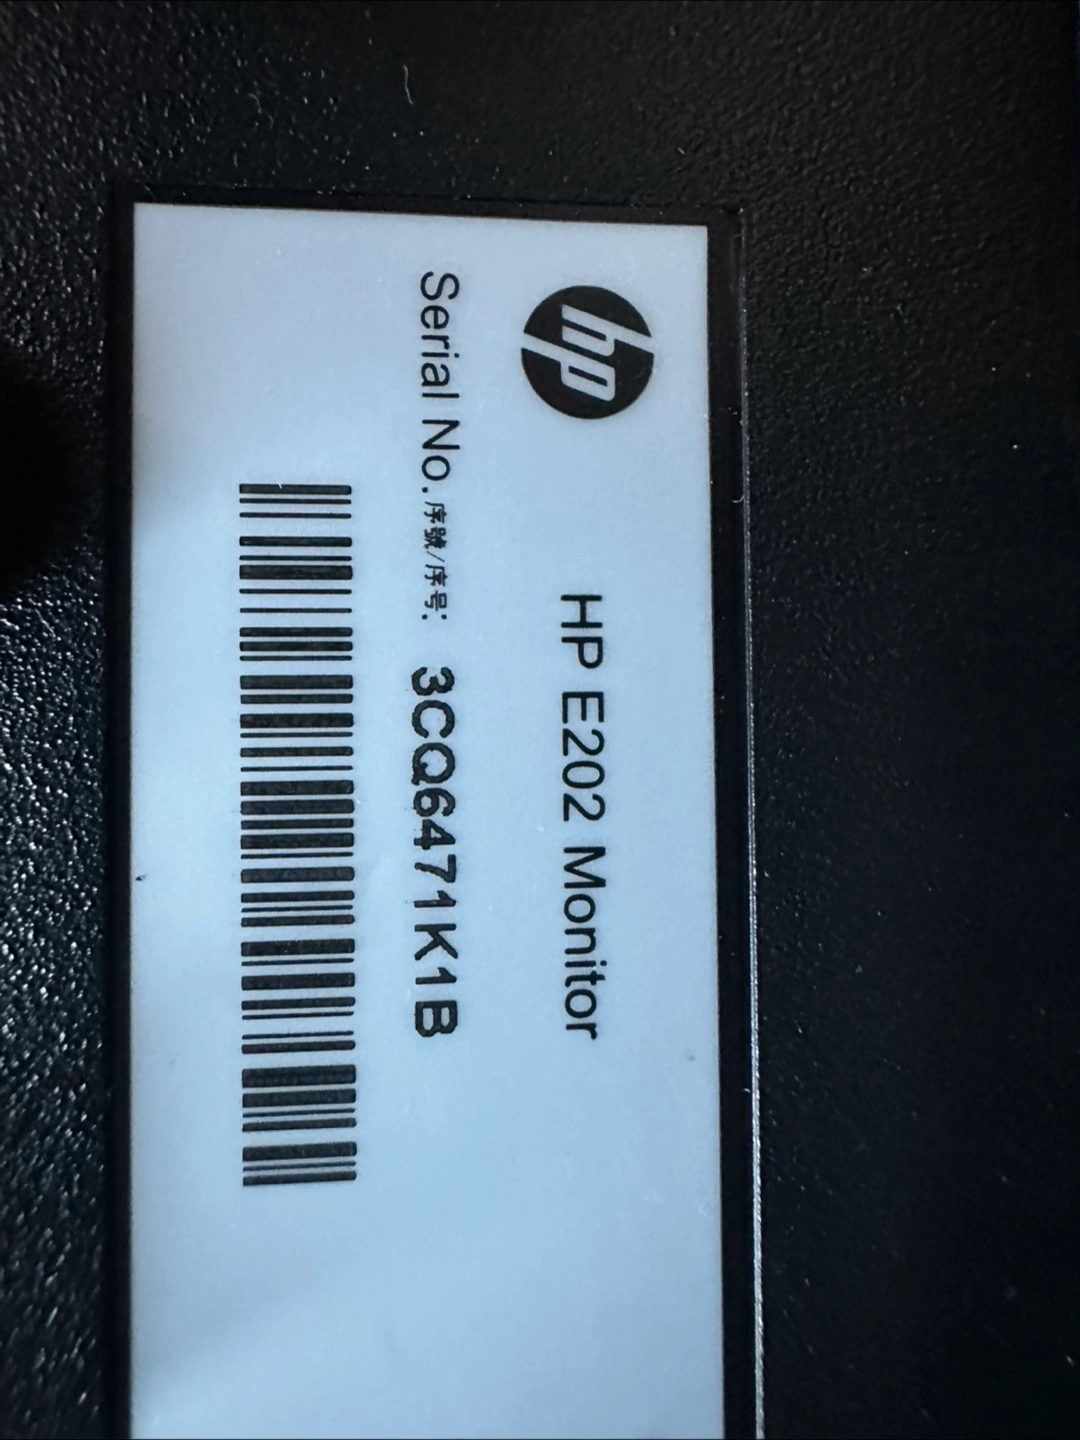 hp
HP E202 Monitor
Serial No.序號/序号: 3CQ6471K1B